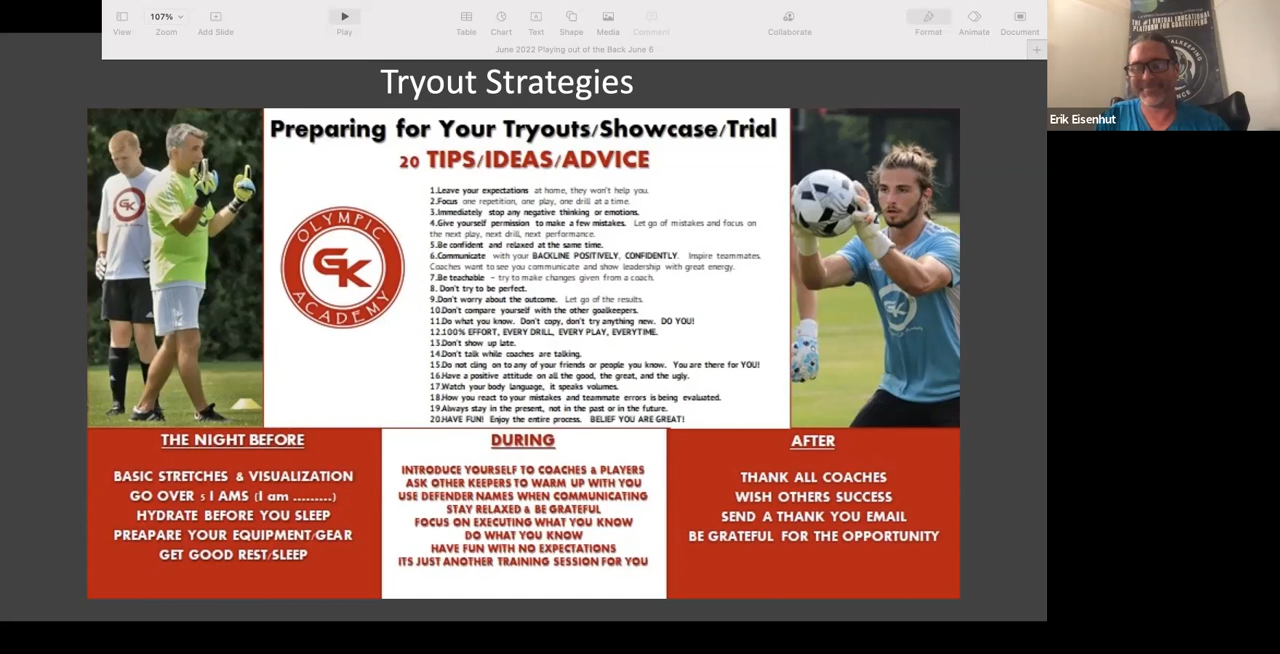 View
107%
Zoom
Add Slide
Play
Table
Chart
Text
Shape
Media
Comment
Collaborate
Format
Animate
Document
June 2022 Playing out of the Back June 6
Erik Eisenhut
THE #1 VIRTUAL EDUCATIONAL
PLATFORM FOR GOALKEEPING
Tryout Strategies
Preparing for Your Tryouts/Showcase/Trial
20 TIPS/IDEAS/ADVICE
OLYMPIC
GK
ACADEMY
1.Leave your expectations at home, they won't help you.
2.Focus one repetition, one play, one drill at a time.
3.Immediately stop any negative thinking or emotions.
4.Give yourself permission to make a few mistakes. Let go of mistakes and focus on
the next play, next drill, next performance.
5.Be confident and relaxed at the same time.
6.Communicate with your BACKLINE POSITIVELY, CONFIDENTLY. Inspire teammates.
Coaches want to see you communicate and show leadership with great energy.
7.Be teachable - try to make changes given from a coach.
8. Don't try to be perfect.
9.Don't worry about the outcome. Let go of the results.
10.Don't compare yourself with the other goalkeepers.
11.Do what you know. Don't copy, don't try anything new. DO YOU!
12.100% EFFORT, EVERY DRILL, EVERY PLAY, EVERYTIME.
13.Don't show up late.
14.Don't talk while coaches are talking.
15.Do not cling on to any of your friends or people you know. You are there for YOU!
16.Have a positive attitude on all the good, the great, and the ugly.
17.Watch your body language, it speaks volumes.
18.How you react to your mistakes and teammate errors is being evaluated.
19.Always stay in the present, not in the past or in the future.
20.HAVE FUN! Enjoy the entire process. BELIEF YOU ARE GREAT!
THE NIGHT BEFORE
BASIC STRETCHES & VISUALIZATION
GO OVER 5 I AMS (I am .........)
HYDRATE BEFORE YOU SLEEP
PREAPARE YOUR EQUIPMENT/GEAR
GET GOOD REST/SLEEP
DURING
INTRODUCE YOURSELF TO COACHES & PLAYERS
ASK OTHER KEEPERS TO WARM UP WITH YOU
USE DEFENDER NAMES WHEN COMMUNICATING
STAY RELAXED & BE GRATEFUL
FOCUS ON EXECUTING WHAT YOU KNOW
DO WHAT YOU KNOW
HAVE FUN WITH NO EXPECTATIONS
ITS JUST ANOTHER TRAINING SESSION FOR YOU
AFTER
THANK ALL COACHES
WISH OTHERS SUCCESS
SEND A THANK YOU EMAIL
BE GRATEFUL FOR THE OPPORTUNITY